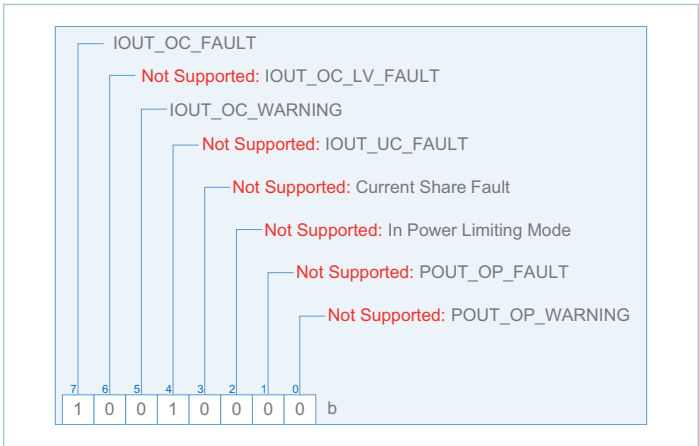 IOUT_OC_FAULT
Not Supported: IOUT_OC_LV_FAULT
IOUT_OC_WARNING
Not Supported: IOUT_UC_FAULT
Not Supported: Current Share Fault
Not Supported: In Power Limiting Mode
Not Supported: POUT_OP_FAULT
Not Supported: POUT_OP_WARNING
7 6 5 4 3 2 1 0
1 0 0 1 0 0 0 0 b